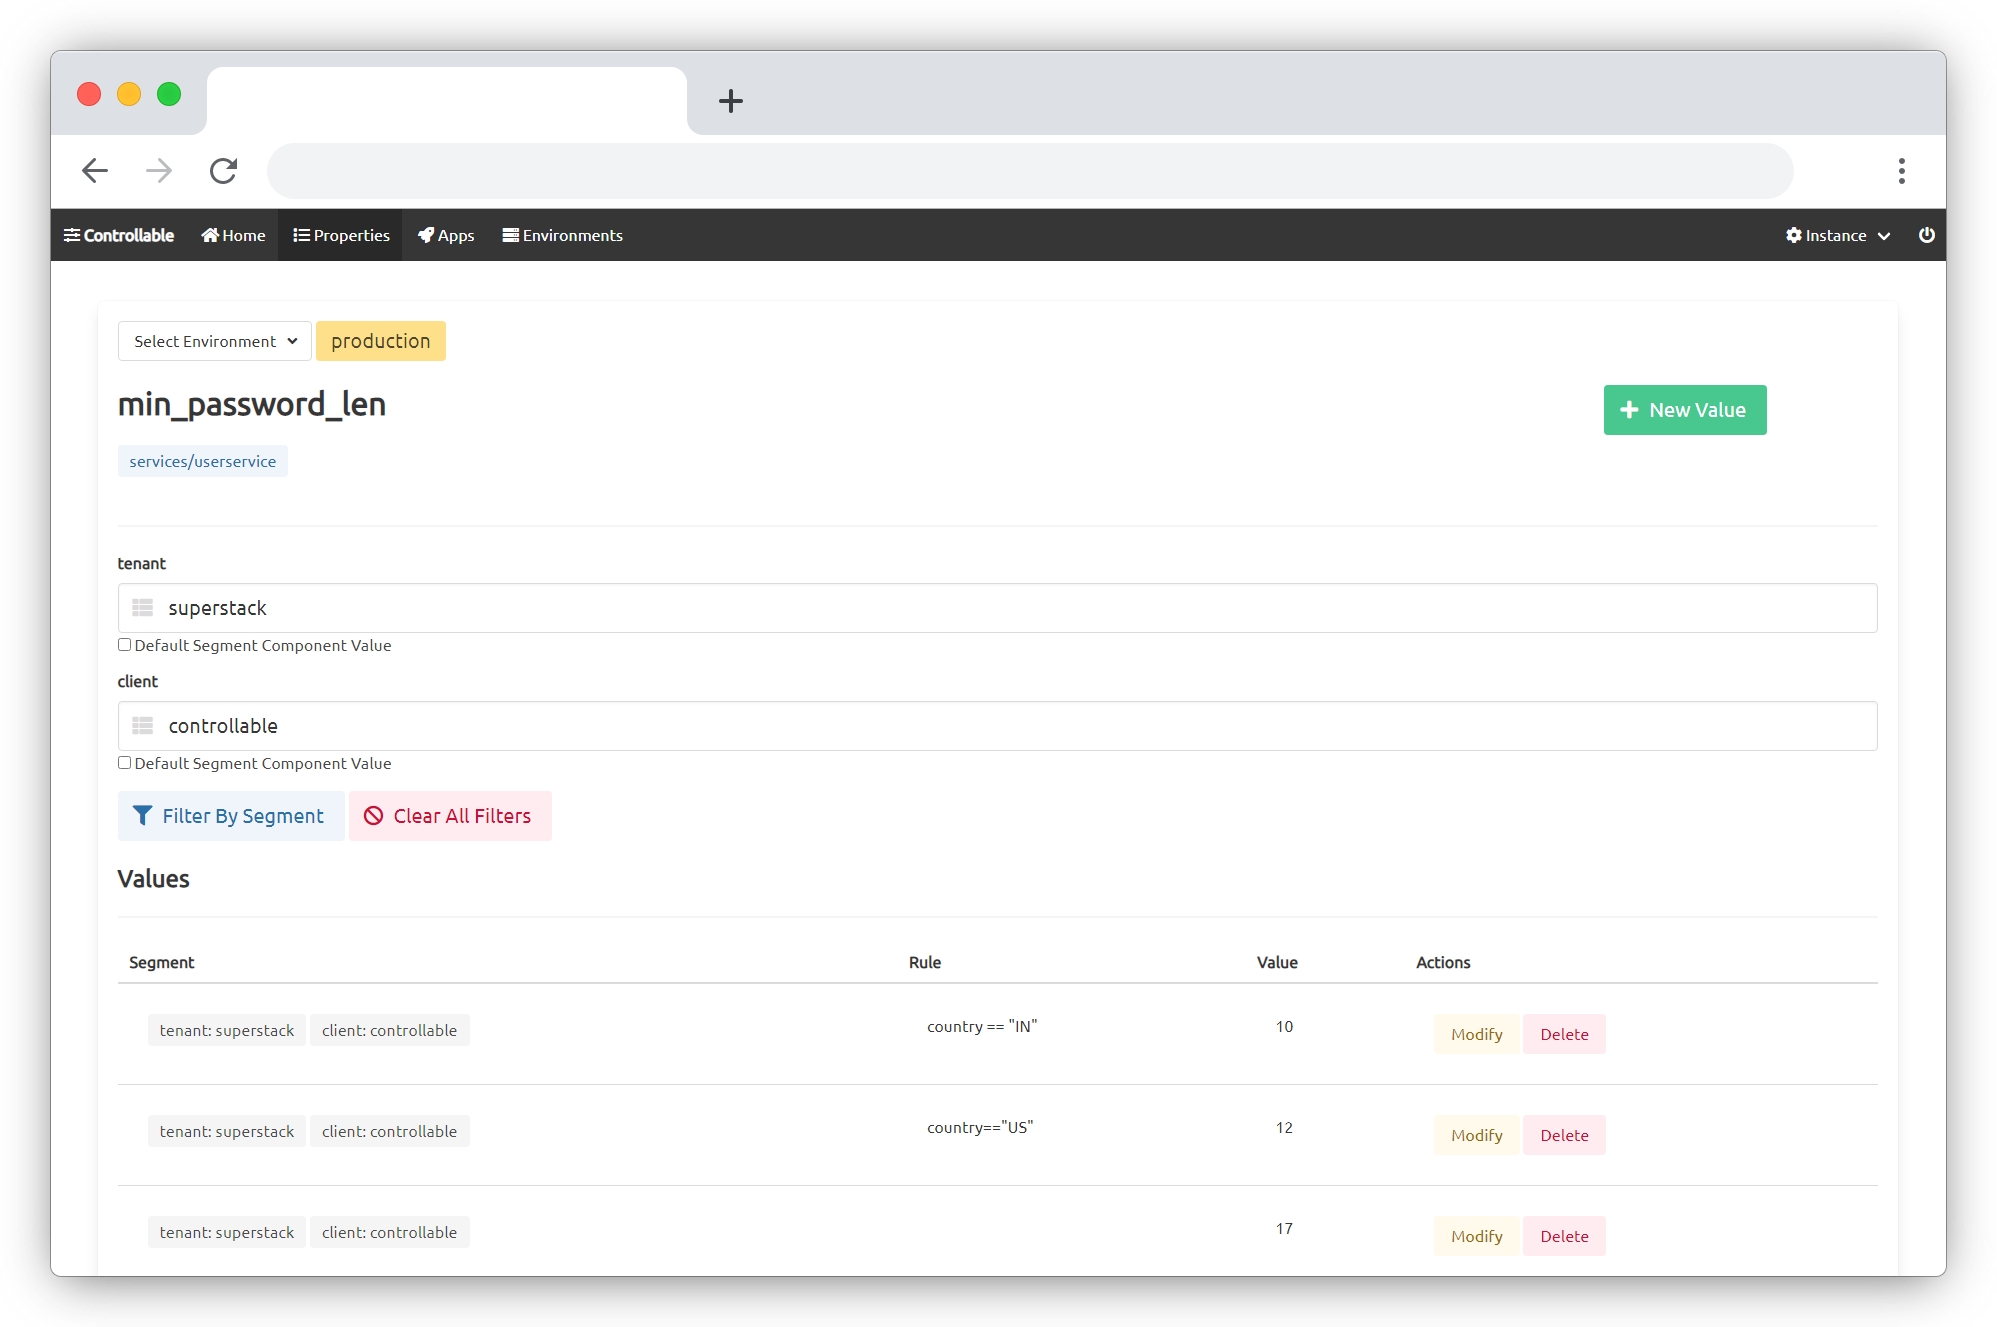 Controllable Home Properties Apps Environments Instance
Select Environment production
min_password_len
New Value
services/userservice
tenant
superstack
Default Segment Component Value
client
controllable
Default Segment Component Value
Filter By Segment Clear All Filters
Values
Segment Rule Value Actions
tenant: superstack client: controllable country == "IN" 10 Modify Delete
tenant: superstack client: controllable country=="US" 12 Modify Delete
tenant: superstack client: controllable 17 Modify Delete